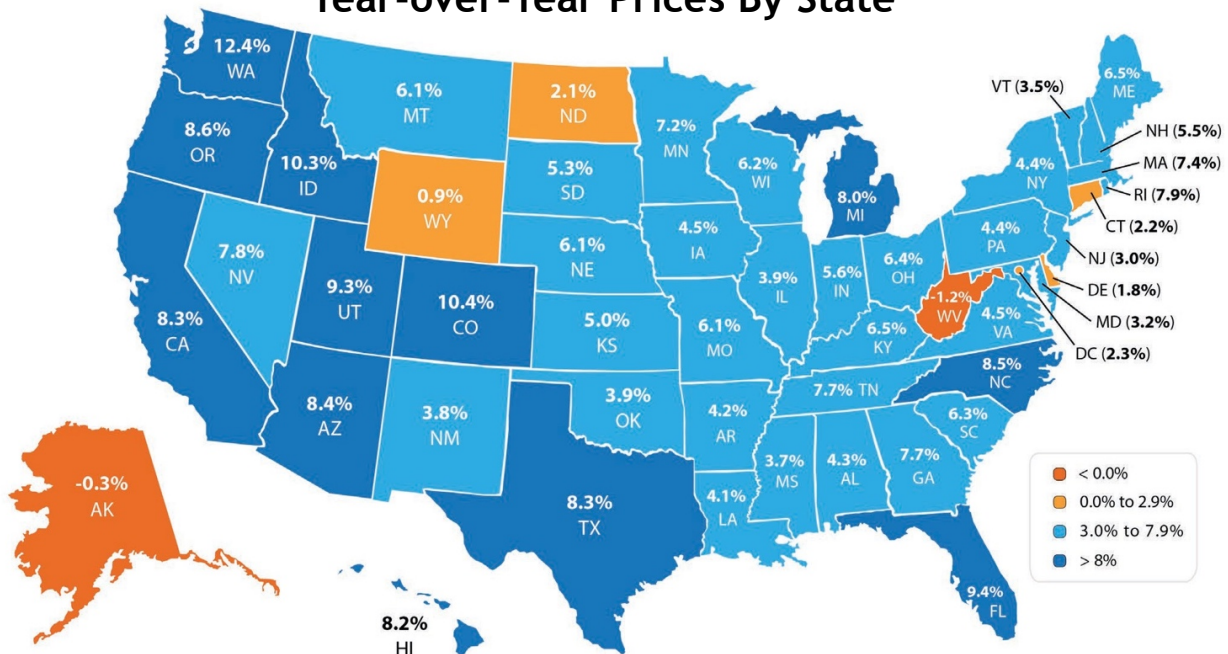 Year-over-Year Prices By State
12.4%
WA
8.6%
OR
10.3%
ID
6.1%
MT
2.1%
ND
0.9%
WY
5.3%
SD
7.2%
MN
6.2%
WI
8.0%
MI
6.5%
ME
VT (3.5%)
NH (5.5%)
MA (7.4%)
RI (7.9%)
CT (2.2%)
NJ (3.0%)
DE (1.8%)
MD (3.2%)
DC (2.3%)
4.4%
NY
4.4%
PA
7.8%
NV
8.3%
CA
9.3%
UT
10.4%
CO
6.1%
NE
4.5%
IA
3.9%
IL
5.6%
IN
6.4%
OH
-1.2%
WV
4.5%
VA
5.0%
KS
6.1%
MO
6.5%
KY
8.5%
NC
7.7% TN
8.4%
AZ
3.8%
NM
3.9%
OK
4.2%
AR
6.3%
SC
3.7%
MS
4.3%
AL
7.7%
GA
4.1%
LA
8.3%
TX
9.4%
FL
-0.3%
AK
8.2%
HI
< 0.0%
0.0% to 2.9%
3.0% to 7.9%
> 8%